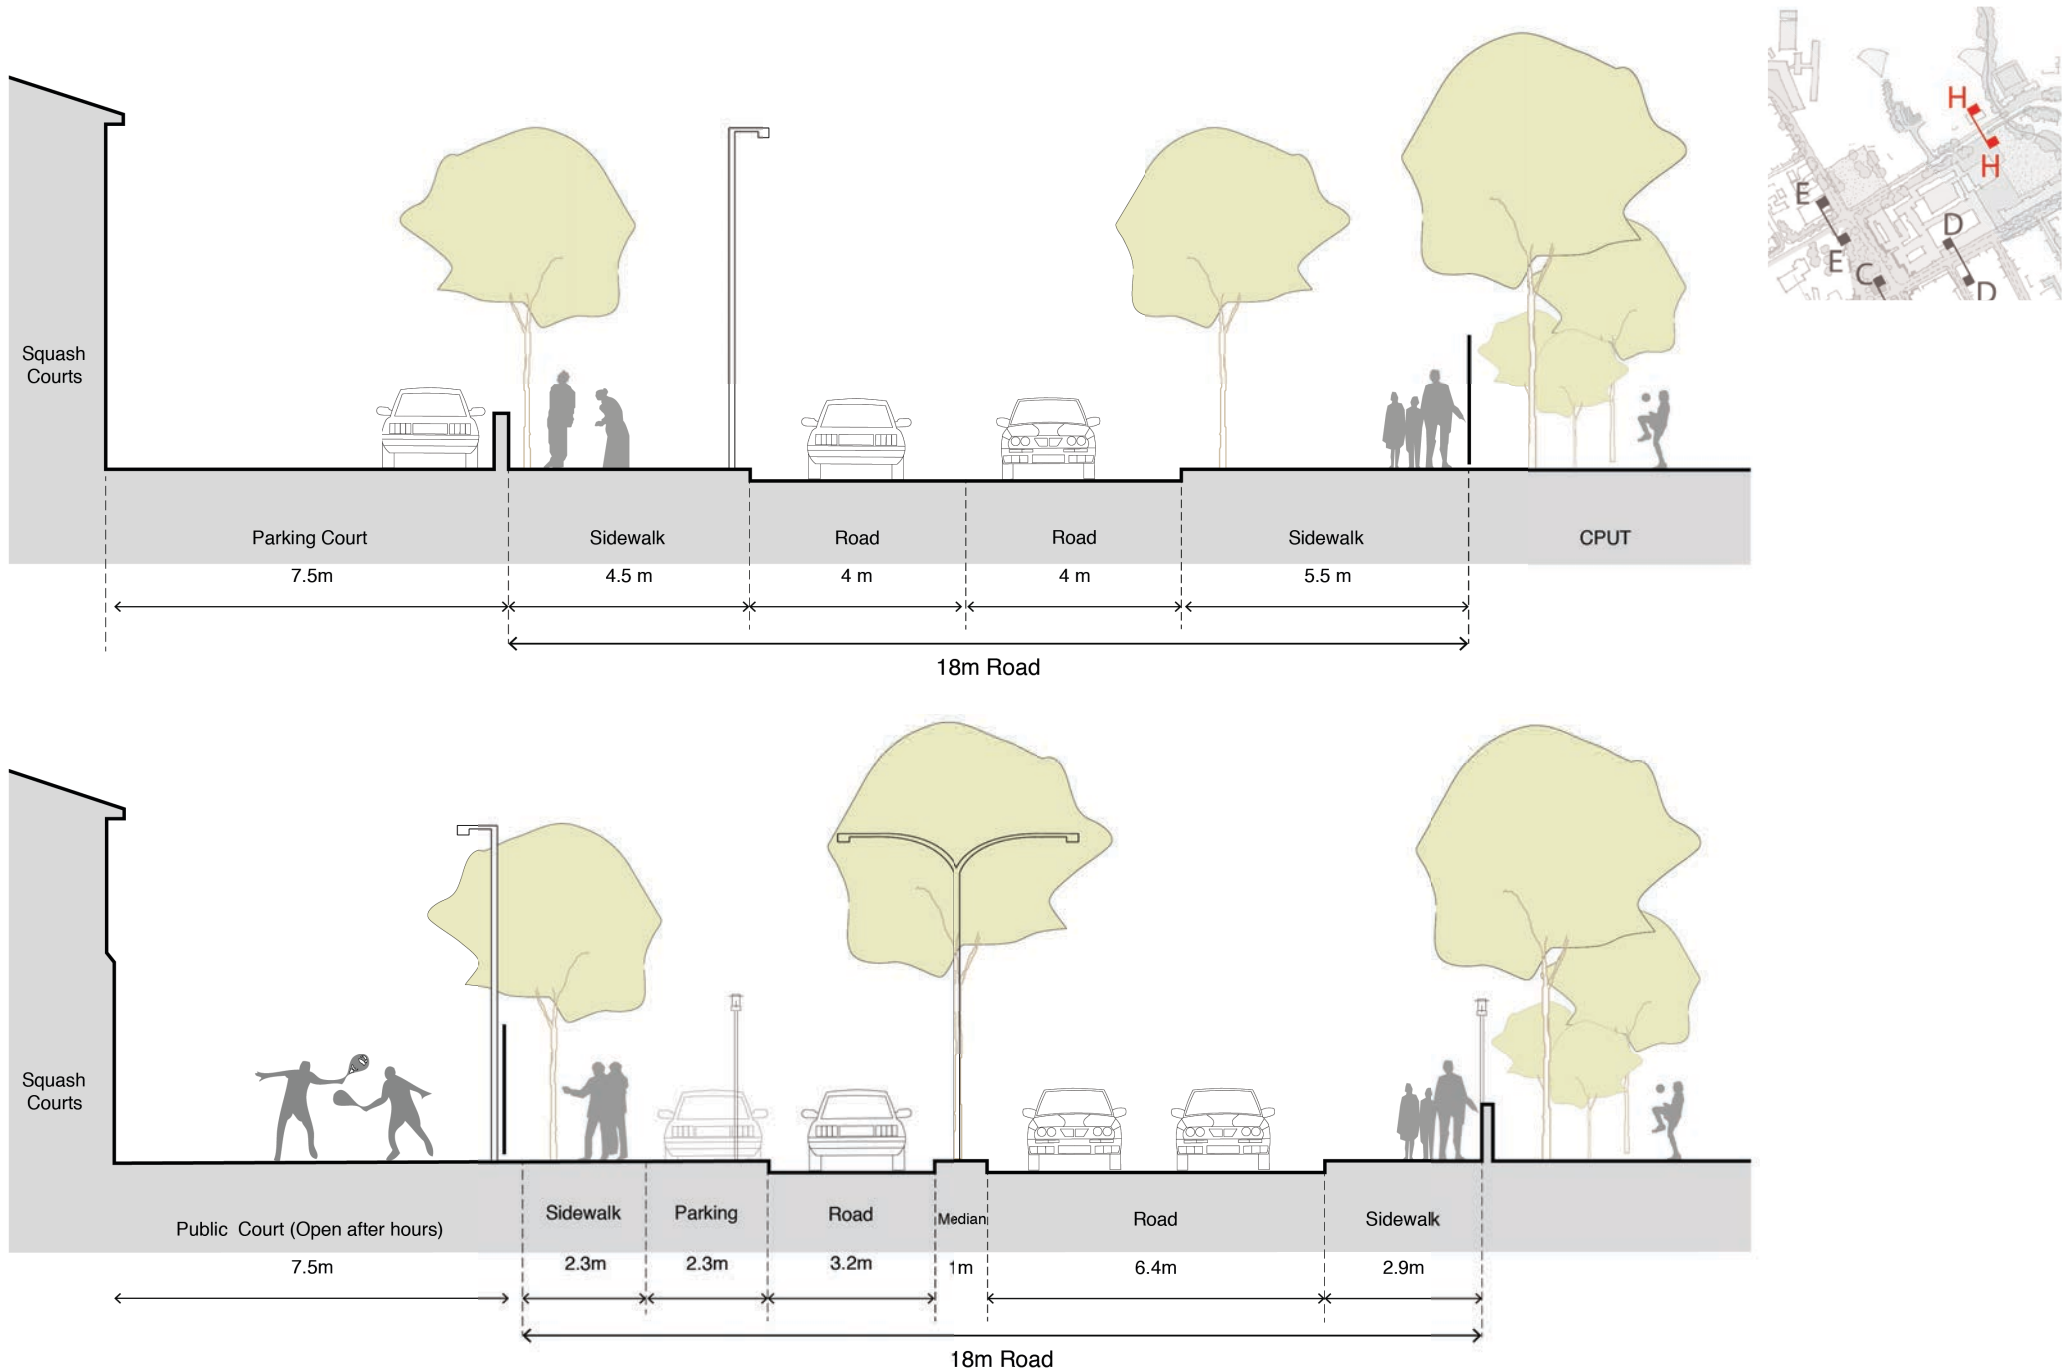 H
H
E
E
D
C
D
Squash
Courts
Parking Court
Sidewalk
Road
Road
Sidewalk
CPUT
7.5m
4.5 m
4 m
4 m
5.5 m
18m Road
Squash
Courts
Public Court (Open after hours)
Sidewalk
Parking
Road
Median
Road
Sidewalk
7.5m
2.3m
2.3m
3.2m
1m
6.4m
2.9m
18m Road